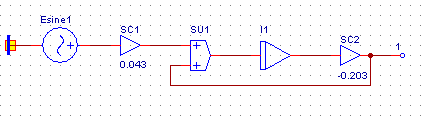 Esine1
SC1
SU1
I1
SC2
1
+
+
0.043
-0.203